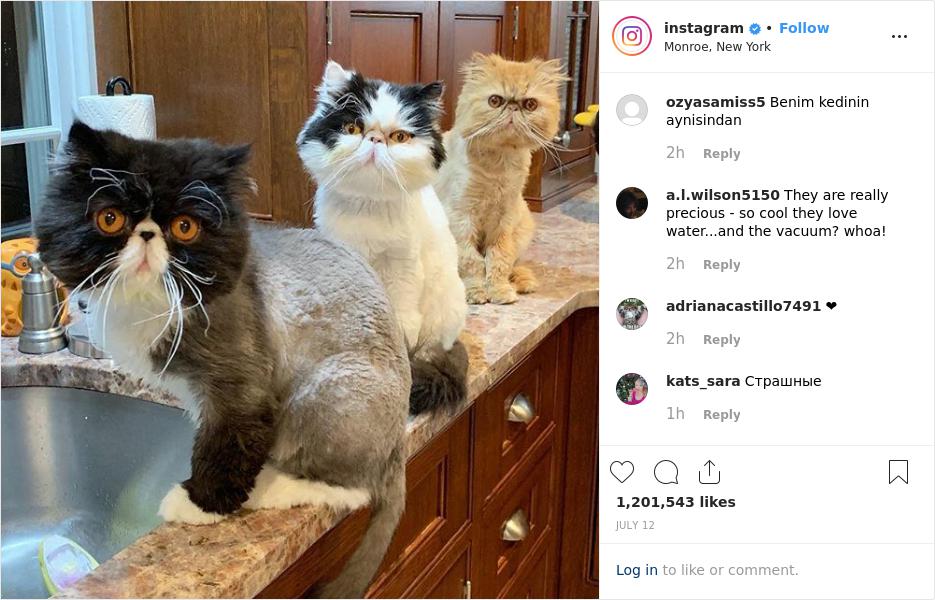 instagram • Follow
Monroe, New York
ozyasamiss5 Benim kedinin
aynisindan
2h Reply
a.l.wilson5150 They are really
precious - so cool they love
water...and the vacuum? whoa!
2h Reply
adrianacastillo7491 ❤
2h Reply
kats_sara Страшные
1h Reply
1,201,543 likes
JULY 12
Log in to like or comment.